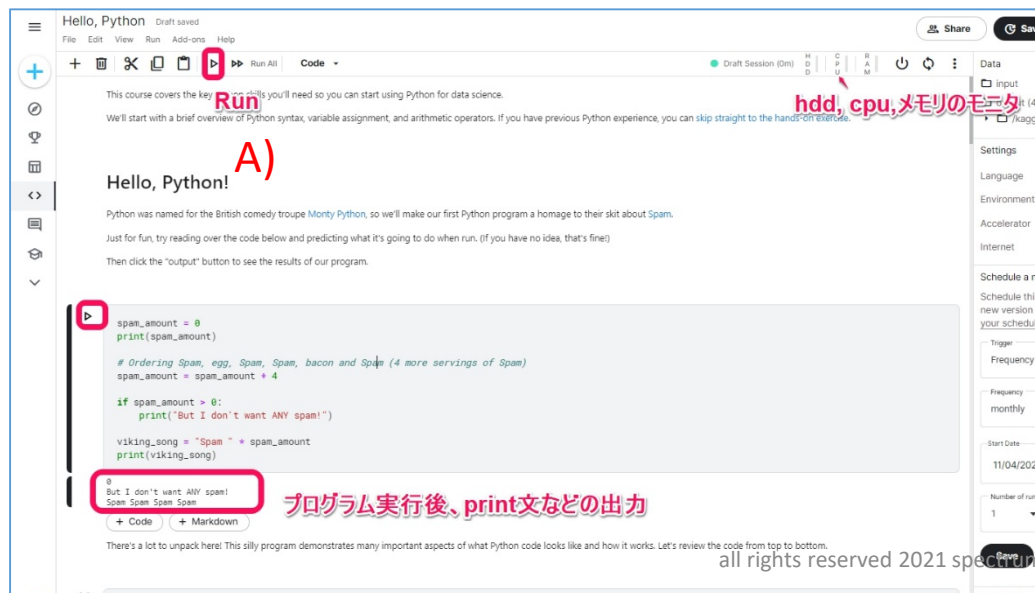 Hello, Python Draft saved
File Edit View Run Add-ons Help
Share
Run All Code
Draft Session (0m) HDD CPU RAM
Data
input
Run
hdd, cpu,メモリのモニタ
This course covers the key skills you'll need so you can start using Python for data science.
We'll start with a brief overview of Python syntax, variable assignment, and arithmetic operators. If you have previous Python experience, you can skip straight to the hands-on exercise.
A)
Settings
Language
Environment
Accelerator
Internet
Hello, Python!
Python was named for the British comedy troupe Monty Python, so we'll make our first Python program a homage to their skit about Spam.
Just for fun, try reading over the code below and predicting what it's going to do when run. (If you have no idea, that's fine!)
Then click the "output" button to see the results of our program.
Schedule a
Schedule
new version
your
Trigger
Frequency
Frequency
monthly
Start Date
11/04/202
Number of
1
Save
spam_amount = 0
print(spam_amount)
# Ordering Spam, egg, Spam, Spam, bacon and Spam (4 more servings of Spam)
spam_amount = spam_amount + 4
if spam_amount > 0:
print("But I don't want ANY spam!")
viking_song = "Spam " * spam_amount
print(viking_song)
0
But I don't want ANY spam!
Spam Spam Spam Spam
プログラム実行後、print文などの出力
+ Code + Markdown
There's a lot to unpack here! This silly program demonstrates many important aspects of what Python code looks like and how it works. Let's review the code from top to bottom.
all rights reserved 2021